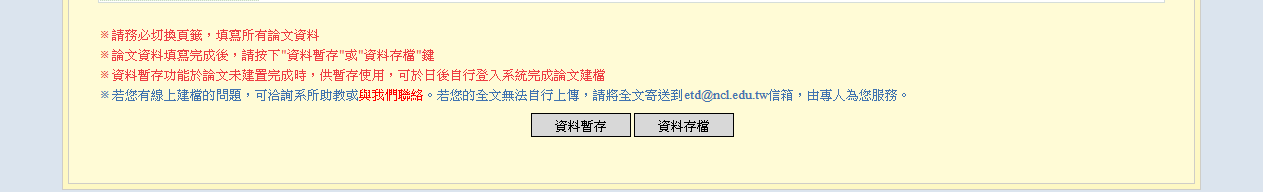 ※請務必切換頁籤，填寫所有論文資料
※論文資料填寫完成後，請按下"資料暫存"或"資料存檔"鍵
※資料暫存功能於論文未建置完成時，供暫存使用，可於日後自行登入系統完成論文建檔
※若您有線上建檔的問題，可洽詢系所助教或與我們聯絡。若您的全文無法自行上傳，請將全文寄送到etd@ncl.edu.tw信箱，由專人為您服務。
資料暫存 資料存檔